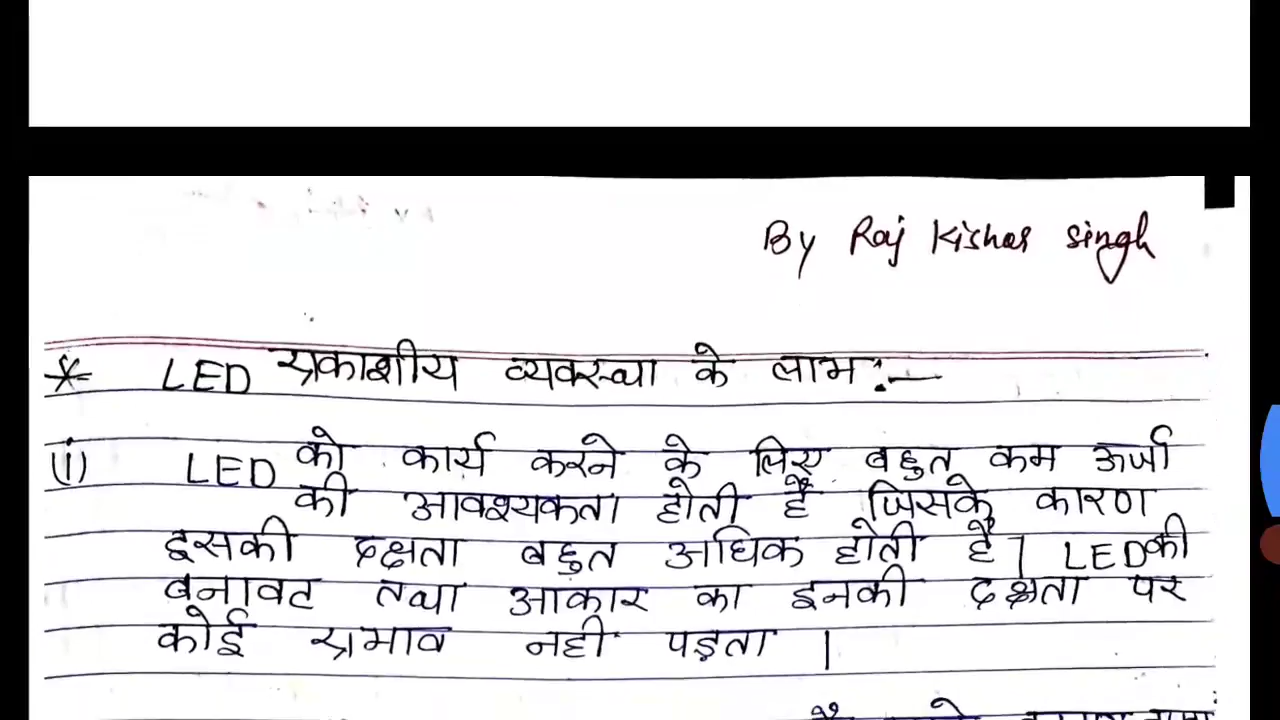 By Raj Kishor Singh
* LED प्रकाशीय व्यवस्था के लाभ :—
(i) LED को कार्य करने के लिए बहुत कम ऊर्जा
की आवश्यकता होती है जिसके कारण
इसकी दक्षता बहुत अधिक होती है। LED की
बनावट तथा आकार का इनकी दक्षता पर
कोई प्रभाव नही पड़ता ।